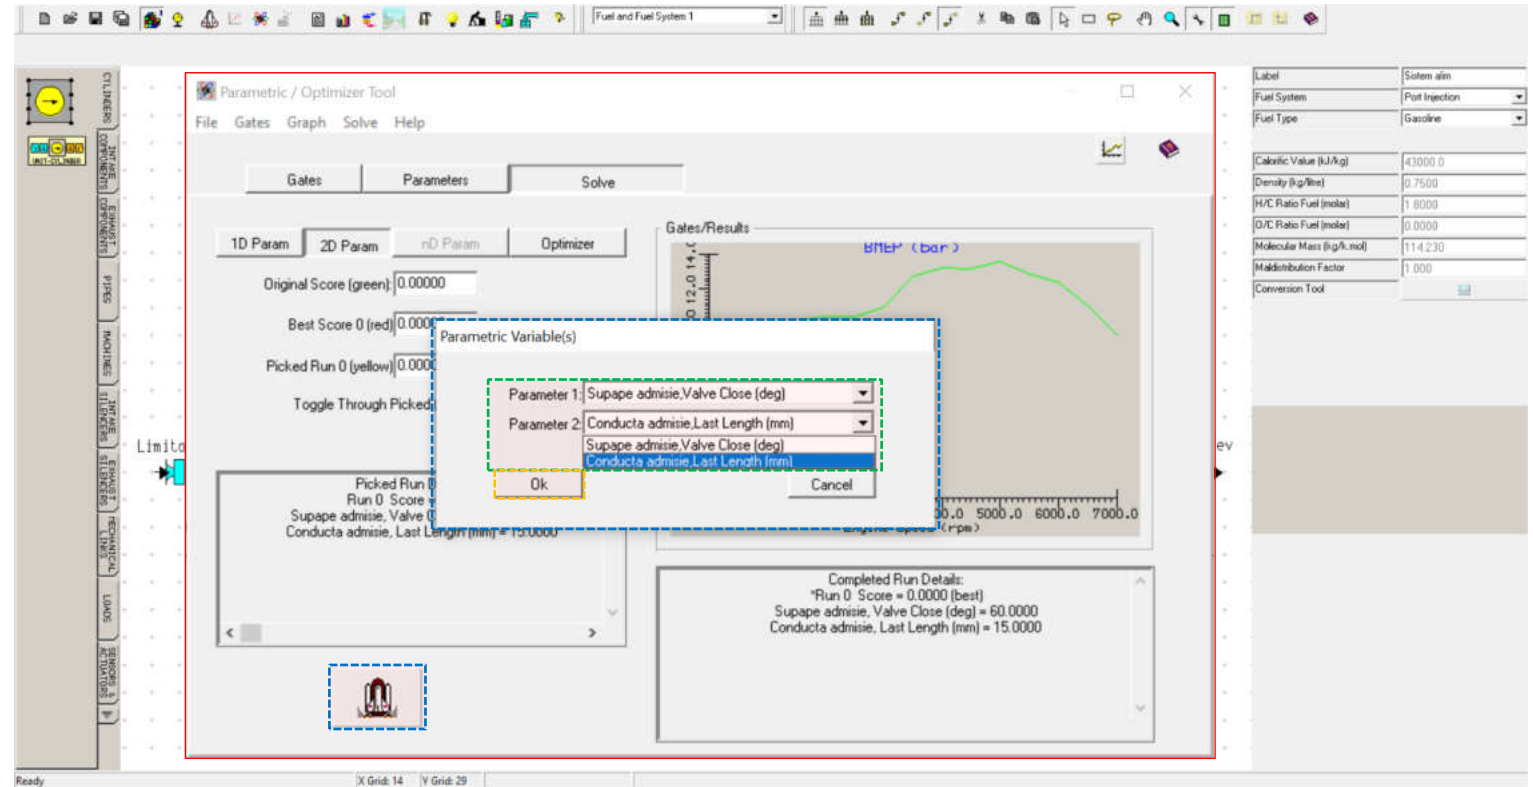 Fuel and Fuel System 1
CYLINDERS
INTAKE COMPONENTS
EXHAUST COMPONENTS
PIPES
MACHINES
INTAKE SILENCERS
EXHAUST SILENCERS
MECHANICAL LINKS
LOADS
SENSORS & ACTUATORS
UNIT-CYLINDER
Limito
Parametric / Optimizer Tool
File Gates Graph Solve Help
Gates Parameters Solve
1D Param 2D Param nD Param Optimizer
Original Score (green): 0.00000
Best Score 0 (red) 0.0000
Picked Run 0 (yellow) 0.0000
Toggle Through Picked
Gates/Results
BMEP (bar)
14.0
12.0
Parametric Variable(s)
Parameter 1: Supape admisie,Valve Close (deg)
Parameter 2: Conducta admisie,Last Length (mm)
Supape admisie,Valve Close (deg)
Conducta admisie,Last Length (mm)
Ok Cancel
00.0 5000.0 6000.0 7000.0
(rpm)
Picked Run 0
Run 0 Score =
Supape admisie, Valve C
Conducta admisie, Last Length (mm) = 15.0000
Completed Run Details:
*Run 0 Score = 0.0000 (best)
Supape admisie, Valve Close (deg) = 60.0000
Conducta admisie, Last Length (mm) = 15.0000
ev
Label Sistem alim
Fuel System Port Injection
Fuel Type Gasoline
Calorific Value (kJ/kg) 43000.0
Density (kg/litre) 0.7500
H/C Ratio Fuel (molar) 1.8000
O/C Ratio Fuel (molar) 0.0000
Molecular Mass (kg/k.mol) 114.230
Maldistribution Factor 1.000
Conversion Tool
Ready X Grid: 14 Y Grid: 29